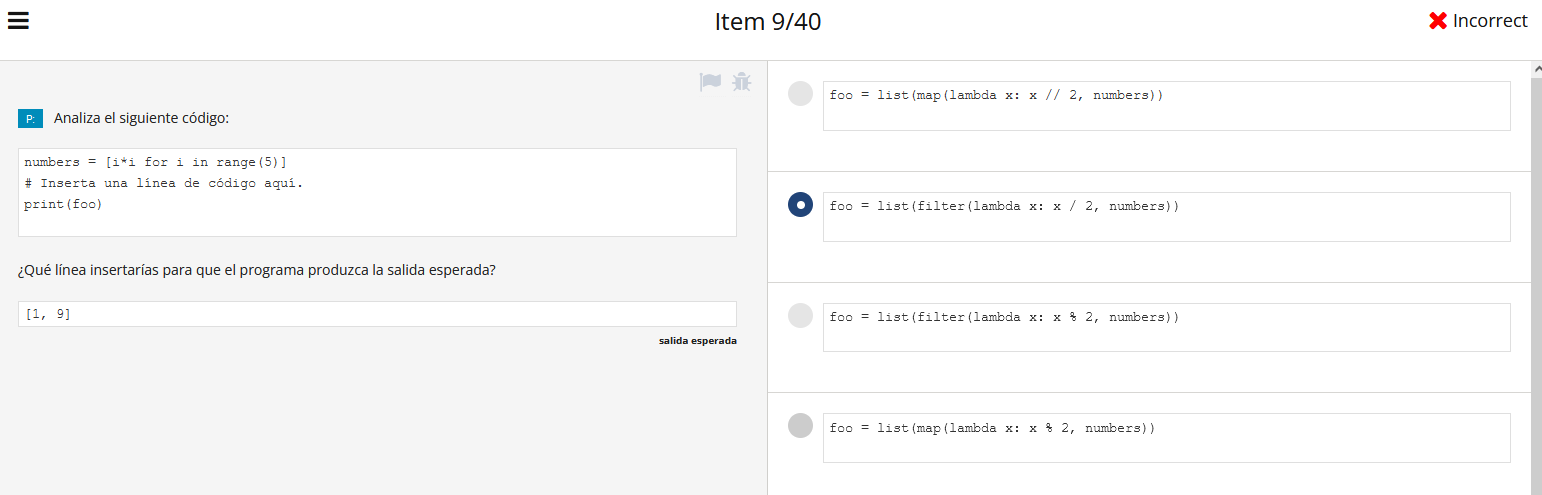 Item 9/40
Incorrect
P: Analiza el siguiente código:
numbers = [i*i for i in range(5)]
# Inserta una línea de código aquí.
print(foo)
¿Qué línea insertarías para que el programa produzca la salida esperada?
[1, 9]
salida esperada
foo = list(map(lambda x: x // 2, numbers))
foo = list(filter(lambda x: x / 2, numbers))
foo = list(filter(lambda x: x % 2, numbers))
foo = list(map(lambda x: x % 2, numbers))